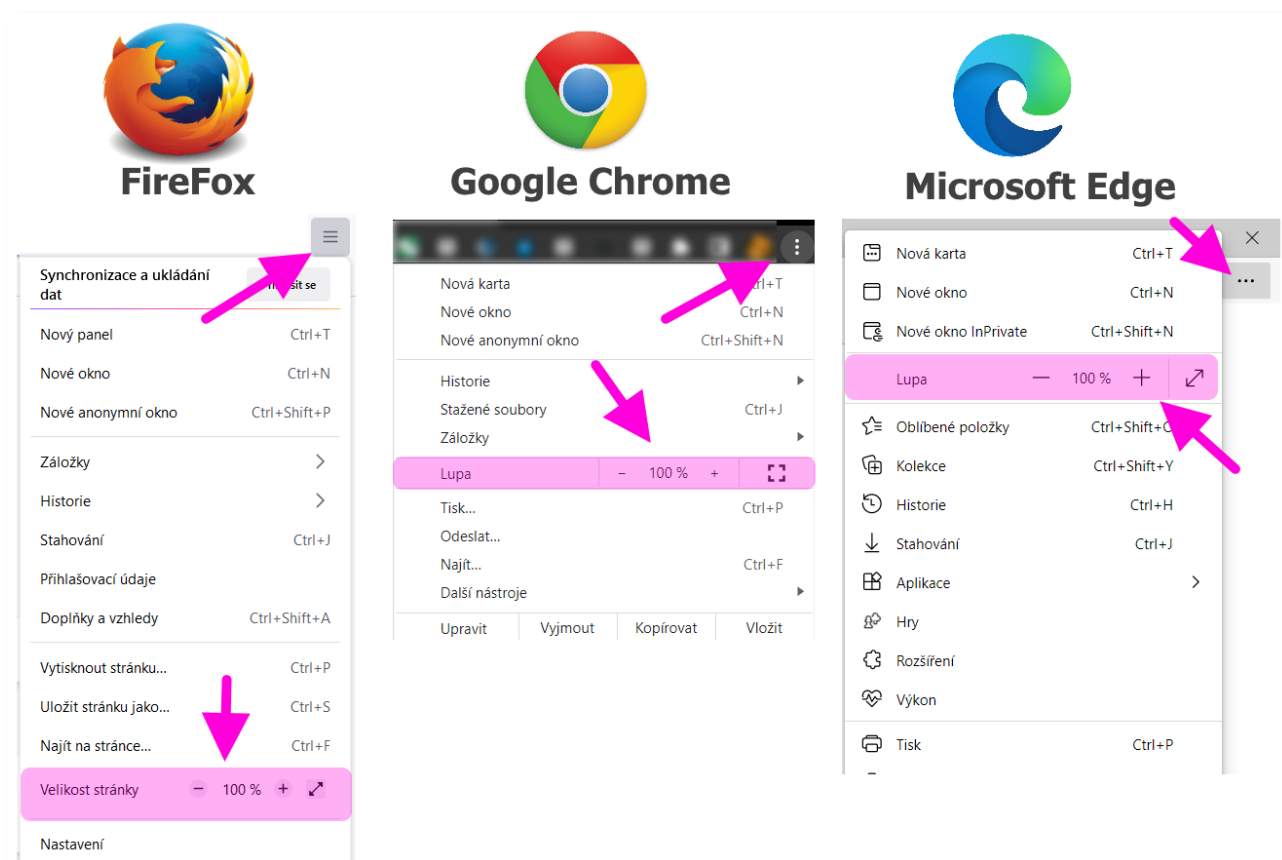 FireFox
Synchronizace a ukládání
dat
sit se
Nový panel Ctrl+T
Nové okno Ctrl+N
Nové anonymní okno Ctrl+Shift+P
Záložky
Historie
Stahování Ctrl+J
Přihlašovací údaje
Doplňky a vzhledy Ctrl+Shift+A
Vytisknout stránku... Ctrl+P
Uložit stránku jako... Ctrl+S
Najít na stránce... Ctrl+F
Velikost stránky − 100 % +
Nastavení
Google Chrome
Nová karta Ctrl+T
Nové okno Ctrl+N
Nové anonymní okno Ctrl+Shift+N
Historie
Stažené soubory Ctrl+J
Záložky
Lupa − 100 % +
Tisk... Ctrl+P
Odeslat...
Najít... Ctrl+F
Další nástroje
Upravit Vyjmout Kopírovat Vložit
Microsoft Edge
Nová karta Ctrl+T
Nové okno Ctrl+N
Nové okno InPrivate Ctrl+Shift+N
Lupa — 100 % +
Oblíbené položky Ctrl+Shift+O
Kolekce Ctrl+Shift+Y
Historie Ctrl+H
Stahování Ctrl+J
Aplikace
Hry
Rozšíření
Výkon
Tisk Ctrl+P